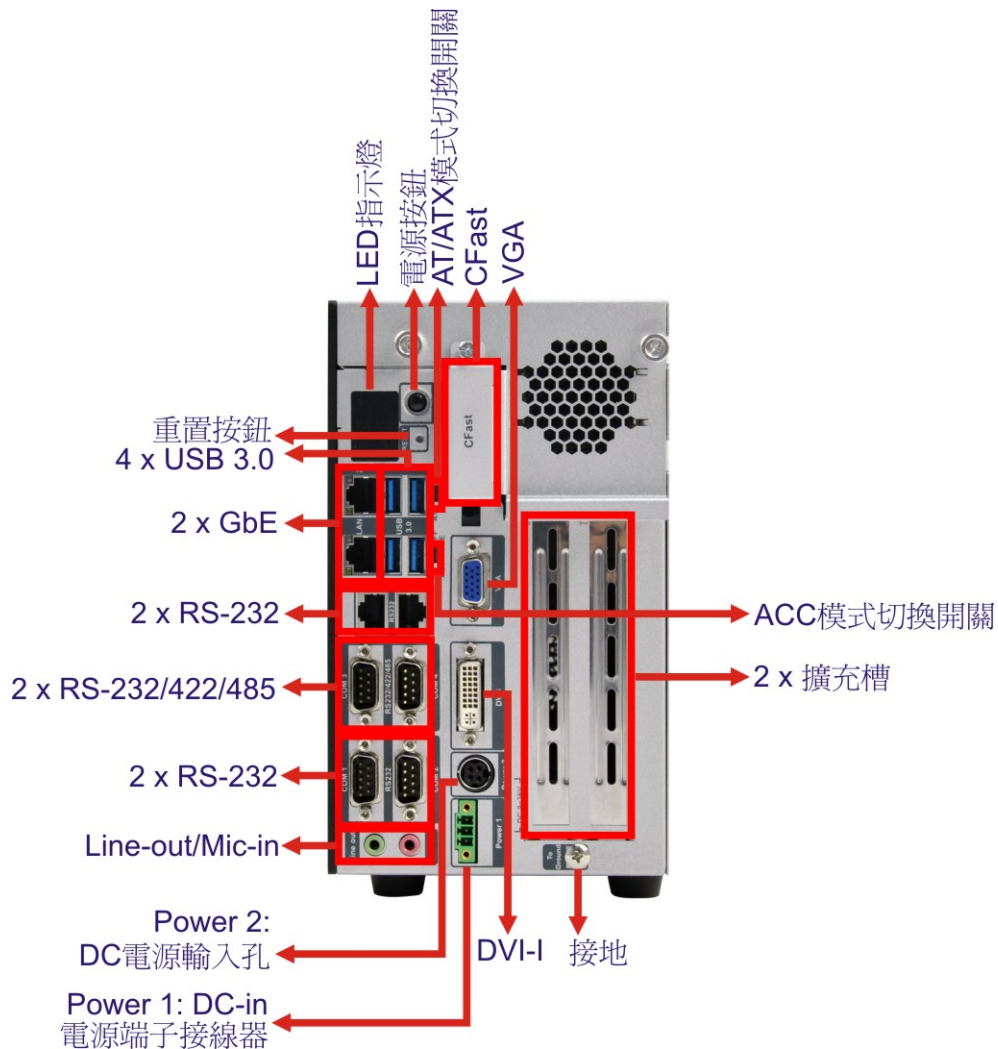 LED指示燈
電源按鈕
AT/ATX模式切換開關
CFast
VGA
重置按鈕
4 x USB 3.0
2 x GbE
2 x RS-232
2 x RS-232/422/485
2 x RS-232
Line-out/Mic-in
Power 2:
DC電源輸入孔
Power 1: DC-in
電源端子接線器
DVI-I
接地
ACC模式切換開關
2 x 擴充槽
CFast
LAN
USB
3.0
COM 3
RS232/422/485
COM 1
RS232
Power 1
To
Ground